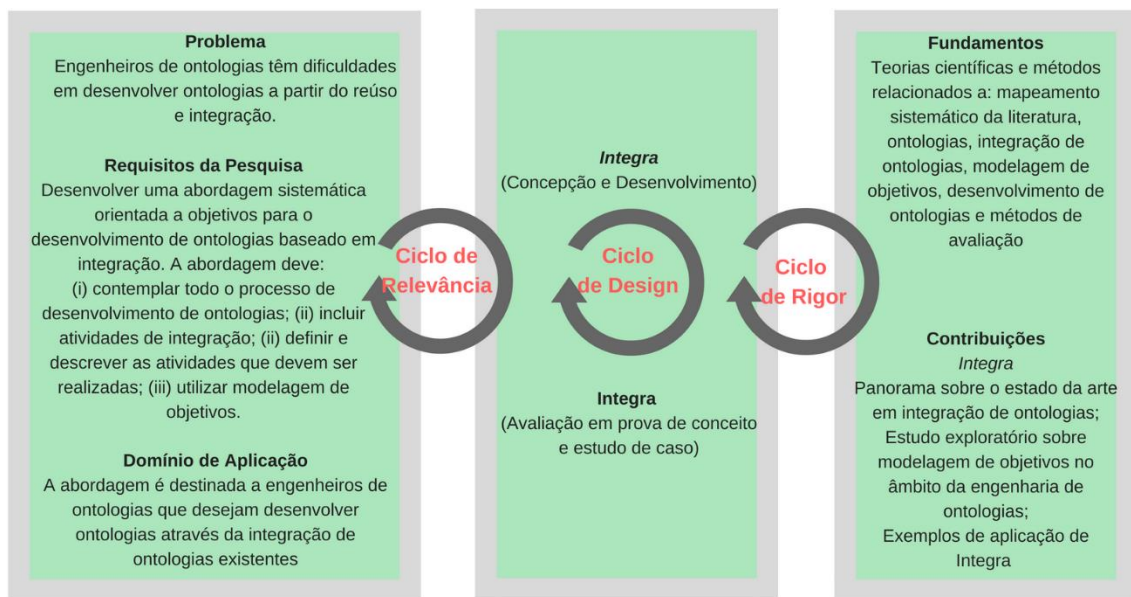 Problema
Engenheiros de ontologias têm dificuldades
em desenvolver ontologias a partir do reúso
e integração.
Requisitos da Pesquisa
Desenvolver uma abordagem sistemática
orientada a objetivos para o
desenvolvimento de ontologias baseado em
integração. A abordagem deve:
(i) contemplar todo o processo de
desenvolvimento de ontologias; (ii) incluir
atividades de integração; (ii) definir e
descrever as atividades que devem ser
realizadas; (iii) utilizar modelagem de
objetivos.
Domínio de Aplicação
A abordagem é destinada a engenheiros de
ontologias que desejam desenvolver
ontologias através da integração de
ontologias existentes
Ciclo de
Relevância
Integra
(Concepção e Desenvolvimento)
Ciclo
de Design
Integra
(Avaliação em prova de conceito
e estudo de caso)
Ciclo
de Rigor
Fundamentos
Teorias científicas e métodos
relacionados a: mapeamento
sistemático da literatura,
ontologias, integração de
ontologias, modelagem de
objetivos, desenvolvimento de
ontologias e métodos de
avaliação
Contribuições
Integra
Panorama sobre o estado da arte
em integração de ontologias;
Estudo exploratório sobre
modelagem de objetivos no
âmbito da engenharia de
ontologias;
Exemplos de aplicação de
Integra